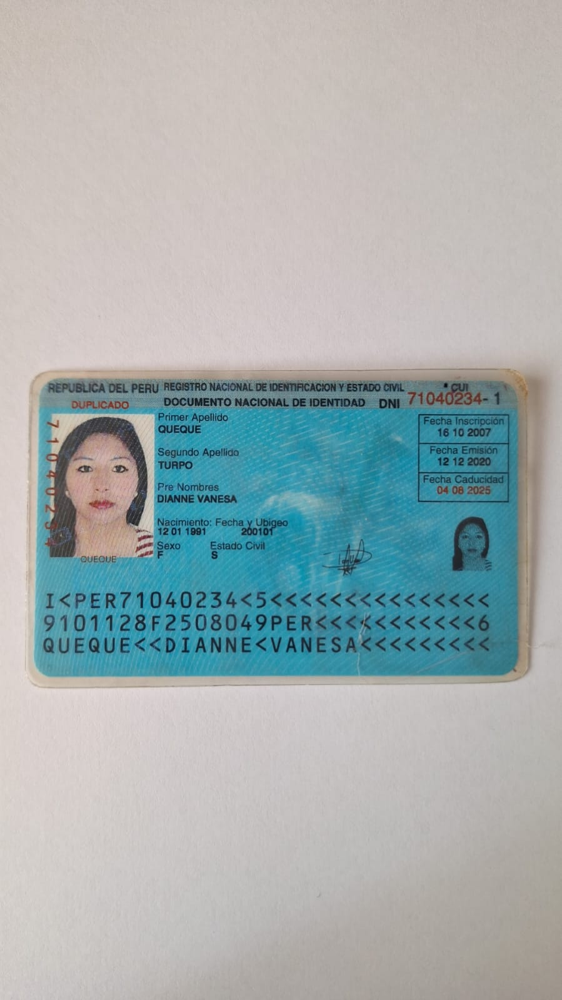 REPUBLICA DEL PERU REGISTRO NACIONAL DE IDENTIFICACION Y ESTADO CIVIL
CUI
DUPLICADO
DOCUMENTO NACIONAL DE IDENTIDAD DNI 71040234- 1
71040234
Primer Apellido
QUEQUE
Segundo Apellido
TURPO
Pre Nombres
DIANNE VANESA
Nacimiento: Fecha y Ubigeo
12 01 1991 200101
Sexo Estado Civil
F S
Fecha Inscripción
16 10 2007
Fecha Emisión
12 12 2020
Fecha Caducidad
04 08 2025
QUEQUE
I<PER71040234<5<<<<<<<<<<<<<<<
9101128F2508049PER<<<<<<<<<<<6
QUEQUE<<DIANNE<VANESA<<<<<<<<<